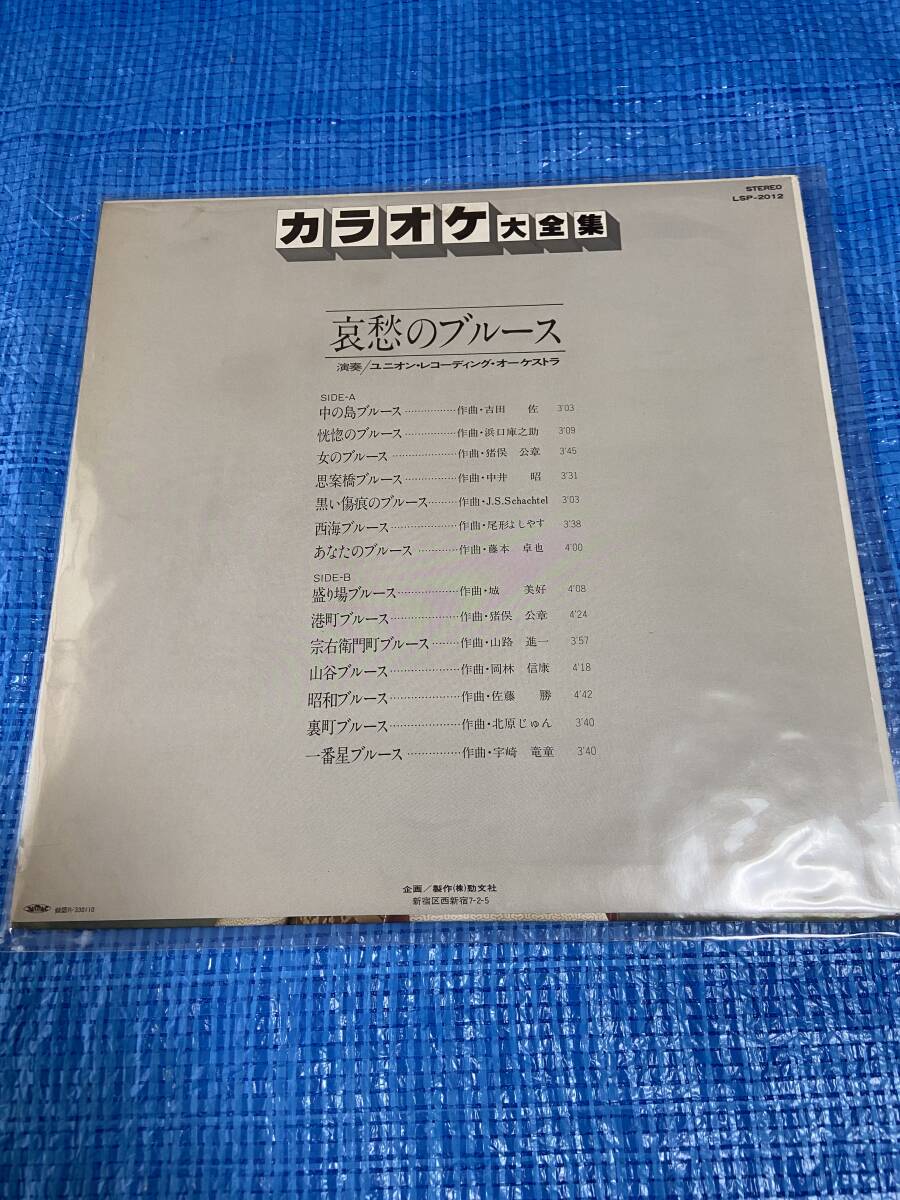 STEREO
LSP-2012
カラオケ大全集
哀愁のブルース
演奏/ユニオン・レコーディング・オーケストラ
SIDE-A
中の島ブルース……………作曲・吉田 佐 3'03
恍惚のブルース……………作曲・浜口庫之助 3'09
女のブルース………………作曲・猪俣 公章 3'45
思案橋ブルース……………作曲・中井 昭 3'31
黒い傷痕のブルース………作曲・J.S.Schachtel 3'03
西海ブルース………………作曲・尾形よしやす 3'38
あなたのブルース…………作曲・藤本 卓也 4'00
SIDE-B
盛り場ブルース……………作曲・城 美好 4'08
港町ブルース………………作曲・猪俣 公章 4'24
宗右衛門町ブルース………作曲・山路 進一 3'57
山谷ブルース………………作曲・岡林 信康 4'18
昭和ブルース………………作曲・佐藤 勝 4'42
裏町ブルース………………作曲・北原じゅん 3'40
一番星ブルース……………作曲・宇崎 竜童 3'40
企画/製作(株)勁文社
新宿区西新宿7-2-5